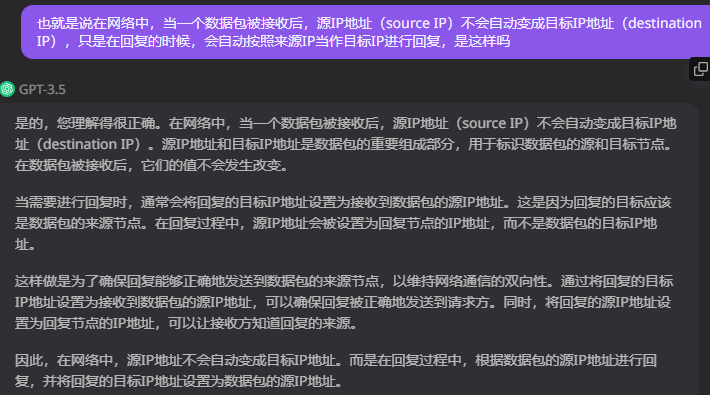 也就是说在网络中，当一个数据包被接收后，源IP地址（source IP）不会自动变成目标IP地址（destination
IP），只是在回复的时候，会自动按照来源IP当作目标IP进行回复，是这样吗
GPT-3.5
是的，您理解得很正确。在网络中，当一个数据包被接收后，源IP地址（source IP）不会自动变成目标IP地
址（destination IP）。源IP地址和目标IP地址是数据包的重要组成部分，用于标识数据包的源和目标节点。
在数据包被接收后，它们的值不会发生改变。
当需要进行回复时，通常会将回复的目标IP地址设置为接收到数据包的源IP地址。这是因为回复的目标应该
是数据包的来源节点。在回复过程中，源IP地址会被设置为回复节点的IP地址，而不是数据包的目标IP地
址。
这样做是为了确保回复能够正确地发送到数据包的来源节点，以维持网络通信的双向性。通过将回复的目标
IP地址设置为接收到数据包的源IP地址，可以确保回复被正确地发送到请求方。同时，将回复的源IP地址设
置为回复节点的IP地址，可以让接收方知道回复的来源。
因此，在网络中，源IP地址不会自动变成目标IP地址。而是在回复过程中，根据数据包的源IP地址进行回
复，并将回复的目标IP地址设置为数据包的源IP地址。